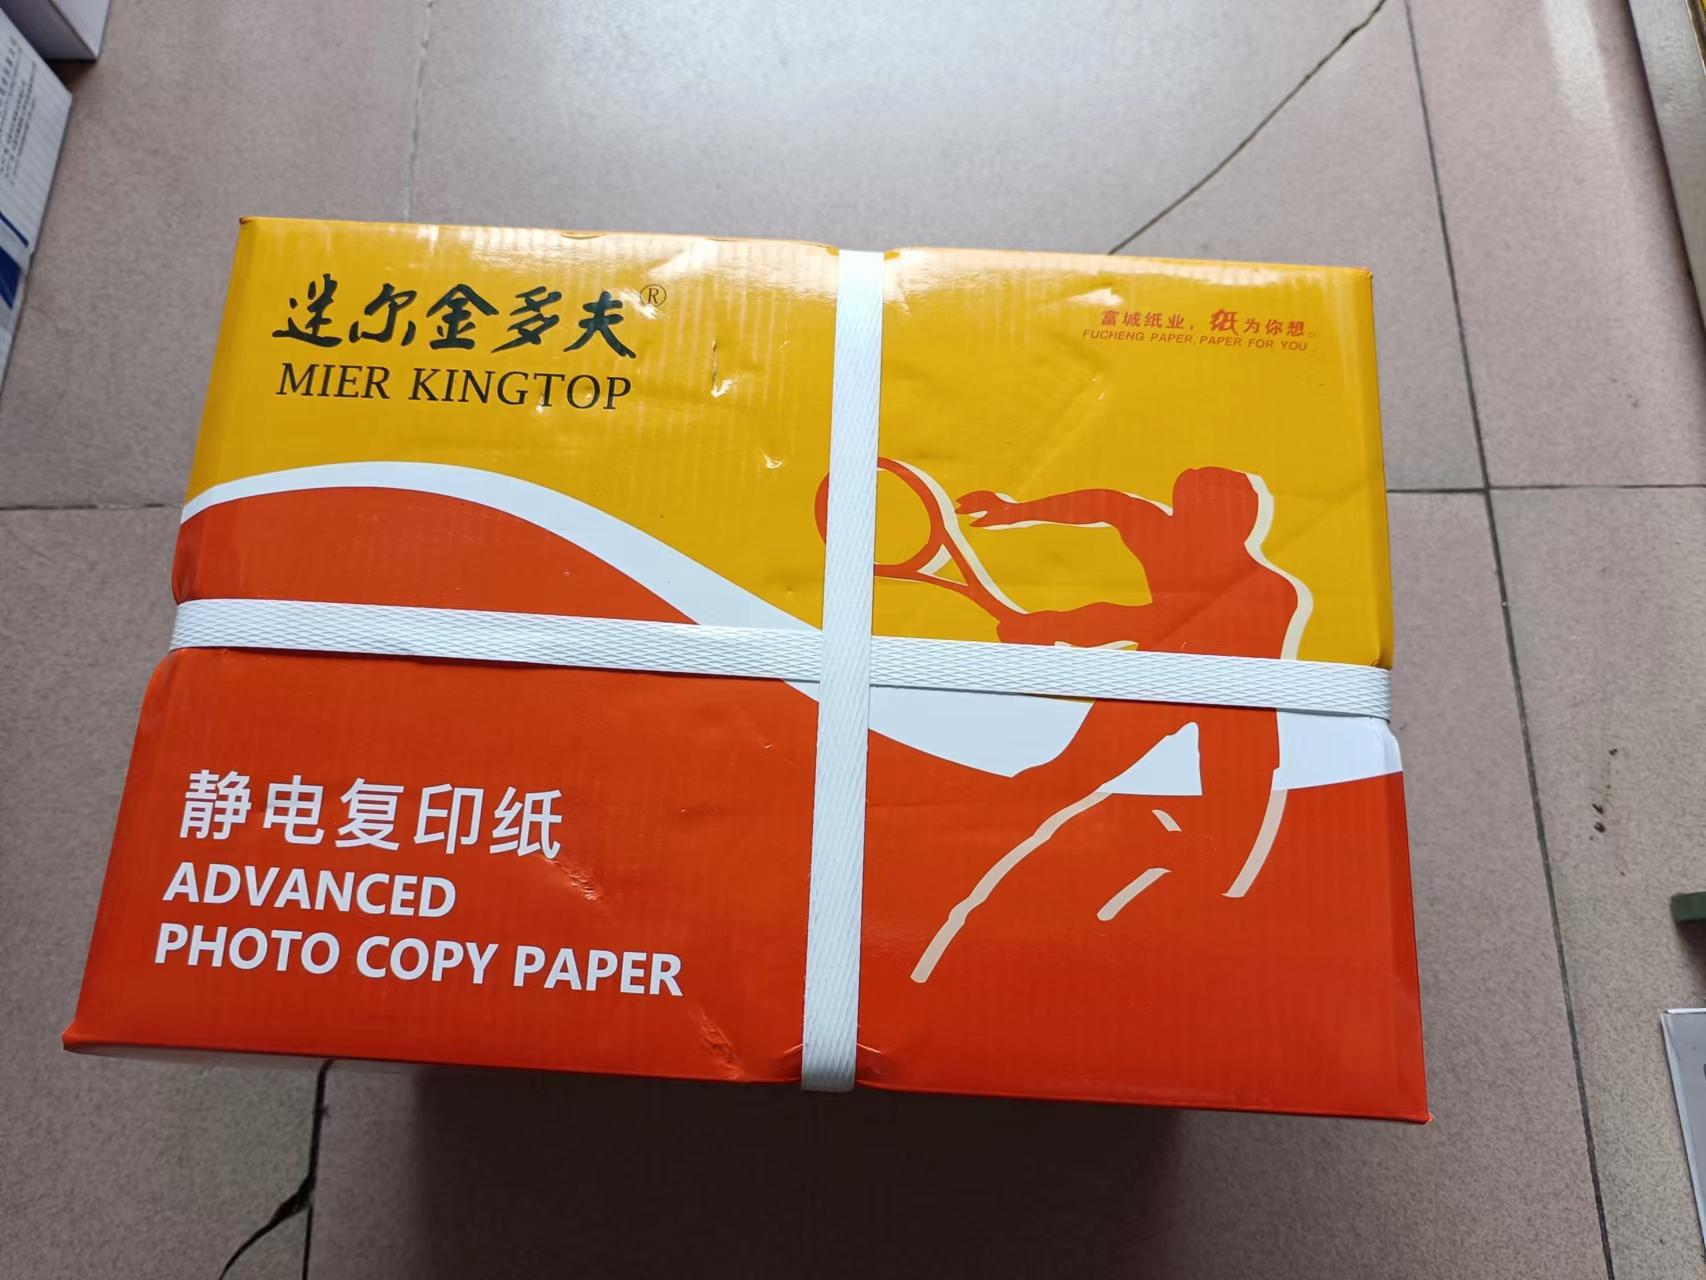 迷尔金多夫®
MIER KINGTOP
富城纸业，纸为你想。
FUCHENG PAPER, PAPER FOR YOU.
静电复印纸
ADVANCED
PHOTO COPY PAPER